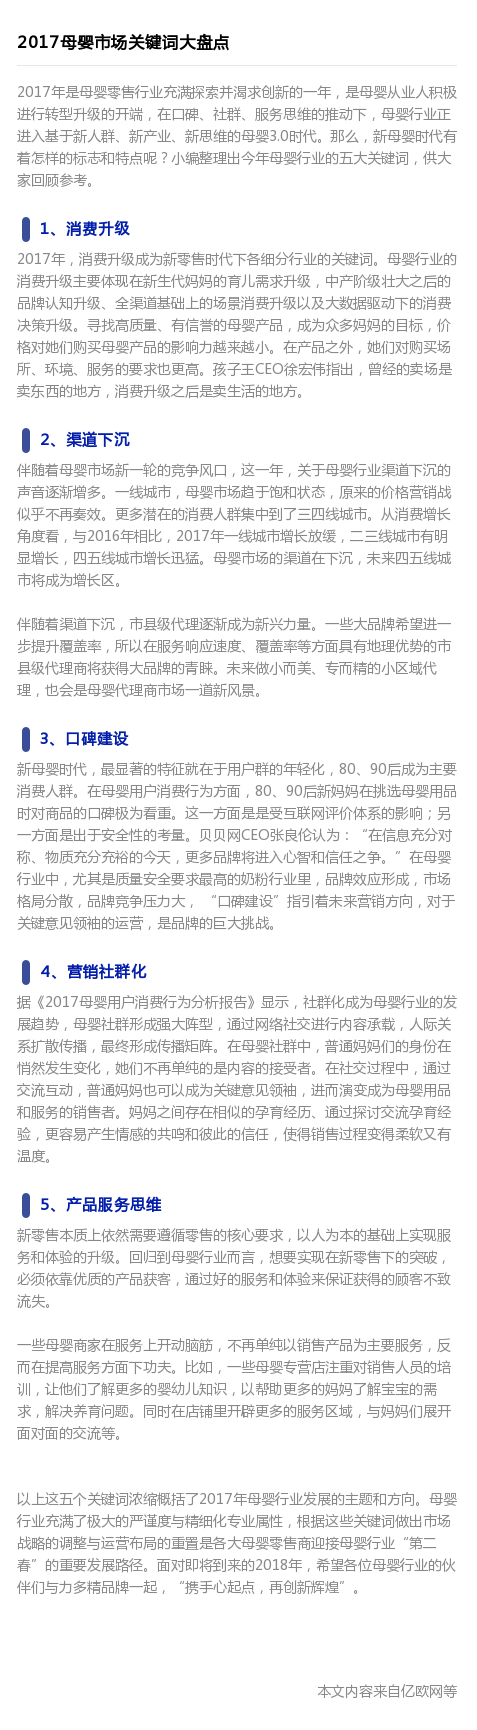 2017母婴市场关键词大盘点
2017年是母婴零售行业充满探索并渴求创新的一年，是母婴从业人积极
进行转型升级的开端，在口碑、社群、服务思维的推动下，母婴行业正
进入基于新人群、新产业、新思维的母婴3.0时代。那么，新母婴时代有
着怎样的标志和特点呢？小编整理出今年母婴行业的五大关键词，供大
家回顾参考。
1、消费升级
2017年，消费升级成为新零售时代下各细分行业的关键词。母婴行业的
消费升级主要体现在新生代妈妈的育儿需求升级，中产阶级壮大之后的
品牌认知升级、全渠道基础上的场景消费升级以及大数据驱动下的消费
决策升级。寻找高质量、有信誉的母婴产品，成为众多妈妈的目标，价
格对她们购买母婴产品的影响力越来越小。在产品之外，她们对购买场
所、环境、服务的要求也更高。孩子王CEO徐宏伟指出，曾经的卖场是
卖东西的地方，消费升级之后是卖生活的地方。
2、渠道下沉
伴随着母婴市场新一轮的竞争风口，这一年，关于母婴行业渠道下沉的
声音逐渐增多。一线城市，母婴市场趋于饱和状态，原来的价格营销战
似乎不再奏效。更多潜在的消费人群集中到了三四线城市。从消费增长
角度看，与2016年相比，2017年一线城市增长放缓，二三线城市有明
显增长，四五线城市增长迅猛。母婴市场的渠道在下沉，未来四五线城
市将成为增长区。
伴随着渠道下沉，市县级代理逐渐成为新兴力量。一些大品牌希望进一
步提升覆盖率，所以在服务响应速度、覆盖率等方面具有地理优势的市
县级代理商将获得大品牌的青睐。未来做小而美、专而精的小区域代
理，也会是母婴代理商市场一道新风景。
3、口碑建设
新母婴时代，最显著的特征就在于用户群的年轻化，80、90后成为主要
消费人群。在母婴用户消费行为方面，80、90后新妈妈在挑选母婴用品
时对商品的口碑极为看重。这一方面是是受互联网评价体系的影响；另
一方面是出于安全性的考量。贝贝网CEO张良伦认为：“在信息充分对
称、物质充分充裕的今天，更多品牌将进入心智和信任之争。”在母婴
行业中，尤其是质量安全要求最高的奶粉行业里，品牌效应形成，市场
格局分散，品牌竞争压力大，“口碑建设”指引着未来营销方向，对于
关键意见领袖的运营，是品牌的巨大挑战。
4、营销社群化
据《2017母婴用户消费行为分析报告》显示，社群化成为母婴行业的发
展趋势，母婴社群形成强大阵型，通过网络社交进行内容承载，人际关
系扩散传播，最终形成传播矩阵。在母婴社群中，普通妈妈们的身份在
悄然发生变化，她们不再单纯的是内容的接受者。在社交过程中，通过
交流互动，普通妈妈也可以成为关键意见领袖，进而演变成为母婴用品
和服务的销售者。妈妈之间存在相似的孕育经历、通过探讨交流孕育经
验，更容易产生情感的共鸣和彼此的信任，使得销售过程变得柔软又有
温度。
5、产品服务思维
新零售本质上依然需要遵循零售的核心要求，以人为本的基础上实现服
务和体验的升级。回归到母婴行业而言，想要实现在新零售下的突破，
必须依靠优质的产品获客，通过好的服务和体验来保证获得的顾客不致
流失。
一些母婴商家在服务上开动脑筋，不再单纯以销售产品为主要服务，反
而在提高服务方面下功夫。比如，一些母婴专营店注重对销售人员的培
训，让他们了解更多的婴幼儿知识，以帮助更多的妈妈了解宝宝的需
求，解决养育问题。同时在店铺里开辟更多的服务区域，与妈妈们展开
面对面的交流等。
以上这五个关键词浓缩概括了2017年母婴行业发展的主题和方向。母婴
行业充满了极大的严谨度与精细化专业属性，根据这些关键词做出市场
战略的调整与运营布局的重置是各大母婴零售商迎接母婴行业“第二
春”的重要发展路径。面对即将到来的2018年，希望各位母婴行业的伙
伴们与力多精品牌一起，“携手心起点，再创新辉煌”。
本文内容来自亿欧网等